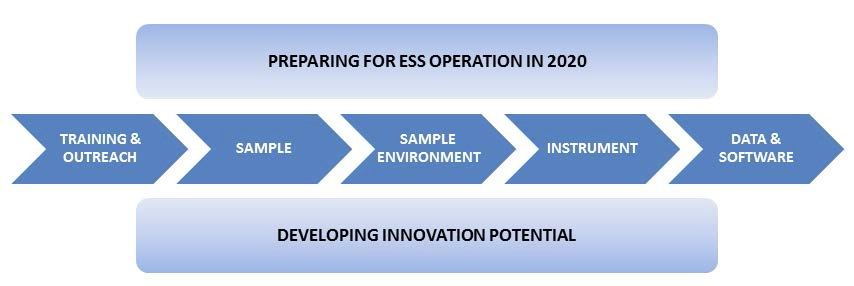 PREPARING FOR ESS OPERATION IN 2020
TRAINING &
OUTREACH
SAMPLE
SAMPLE
ENVIRONMENT
INSTRUMENT
DATA &
SOFTWARE
DEVELOPING INNOVATION POTENTIAL